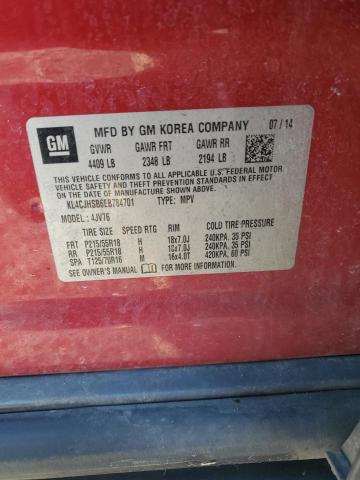 GM
MFD BY GM KOREA COMPANY 07/14
GVWR GAWR FRT GAWR RR
4409 LB 2348 LB 2194 LB
THIS VEHICLE CONFORMS TO ALL APPLICABLE U.S. FEDERAL
MOTOR VEHICLE SAFETY, BUMPER, AND THEFT PREVENTION
STANDARDS IN EFFECT ON THE DATE OF MANUFACTURE SHOWN ABOVE.
KL4CJHSB6EB784701 TYPE: MPV
MODEL: 4JV76
TIRE SIZE SPEED RTG RIM COLD TIRE PRESSURE
FRT P215/55R18 H 18x7.0J 240KPA, 35 PSI
RR P215/55R18 H 18x7.0J 240KPA, 35 PSI
SPA T125/70R16 M 16x4.0T 420KPA, 60 PSI
SEE OWNER'S MANUAL FOR MORE INFORMATION.